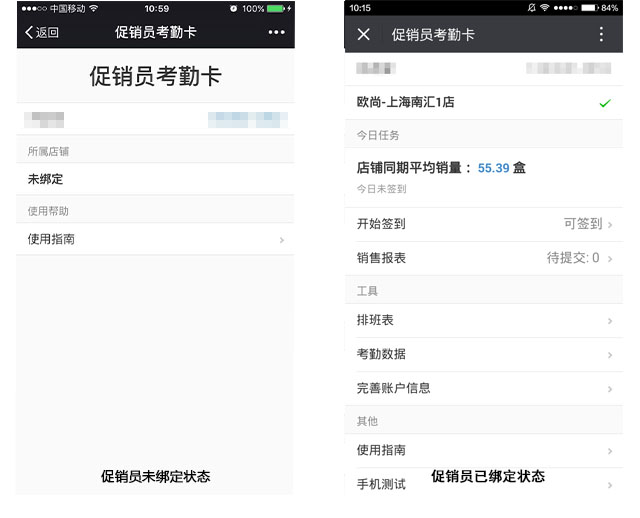 中国移动 10:59 100%
返回 促销员考勤卡
促销员考勤卡
所属店铺
未绑定
使用帮助
使用指南
促销员未绑定状态
10:15 84%
促销员考勤卡
欧尚-上海南汇1店
今日任务
店铺同期平均销量： 55.39 盒
今日未签到
开始签到 可签到
销售报表 待提交: 0
工具
排班表
考勤数据
完善账户信息
其他
使用指南
手机测试
促销员已绑定状态